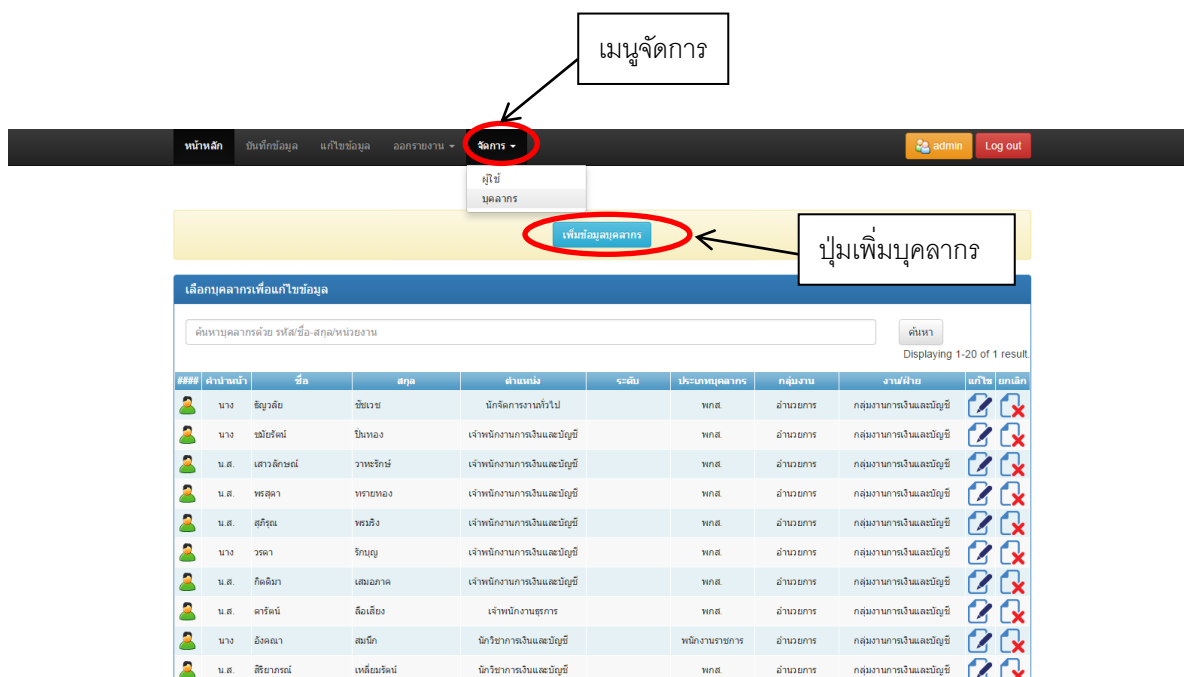 เมนูจัดการ
หน้าหลัก บันทึกข้อมูล แก้ไขข้อมูล ออกรายงาน จัดการ admin Log out
ผู้ใช้
บุคลากร
เพิ่มข้อมูลบุคลากร
ปุ่มเพิ่มบุคลากร
เลือกบุคลากรเพื่อแก้ไขข้อมูล
ค้นหาบุคลากรด้วย รหัส/ชื่อ-สกุล/หน่วยงาน ค้นหา
Displaying 1-20 of 1 result.
#### คำนำหน้า ชื่อ สกุล ตำแหน่ง ระดับ ประเภทบุคลากร กลุ่มงาน งาน/ฝ่าย แก้ไข ยกเลิก
นาง ธัญวลัย ชัชเวช นักจัดการงานทั่วไป พกส. อำนวยการ กลุ่มงานการเงินและบัญชี
นาง ชมัยรัตน์ ปิ่นทอง เจ้าพนักงานการเงินและบัญชี พกส. อำนวยการ กลุ่มงานการเงินและบัญชี
น.ส. เสาวลักษณ์ วาหะรักษ์ เจ้าพนักงานการเงินและบัญชี พกส. อำนวยการ กลุ่มงานการเงินและบัญชี
น.ส. พรสุดา ทรายทอง เจ้าพนักงานการเงินและบัญชี พกส. อำนวยการ กลุ่มงานการเงินและบัญชี
น.ส. สุภิรุณ พรมริง เจ้าพนักงานการเงินและบัญชี พกส. อำนวยการ กลุ่มงานการเงินและบัญชี
นาง วรดา รักบุญ เจ้าพนักงานการเงินและบัญชี พกส. อำนวยการ กลุ่มงานการเงินและบัญชี
น.ส. กิตติมา เสมอภาค เจ้าพนักงานการเงินและบัญชี พกส. อำนวยการ กลุ่มงานการเงินและบัญชี
น.ส. ดารัตน์ ลือเสียง เจ้าพนักงานธุรการ พกส. อำนวยการ กลุ่มงานการเงินและบัญชี
นาง อังคณา สมนึก นักวิชาการเงินและบัญชี พนักงานราชการ อำนวยการ กลุ่มงานการเงินและบัญชี
น.ส. สิริยาภรณ์ เหลี่ยมรัตน์ นักวิชาการเงินและบัญชี พกส. อำนวยการ กลุ่มงานการเงินและบัญชี